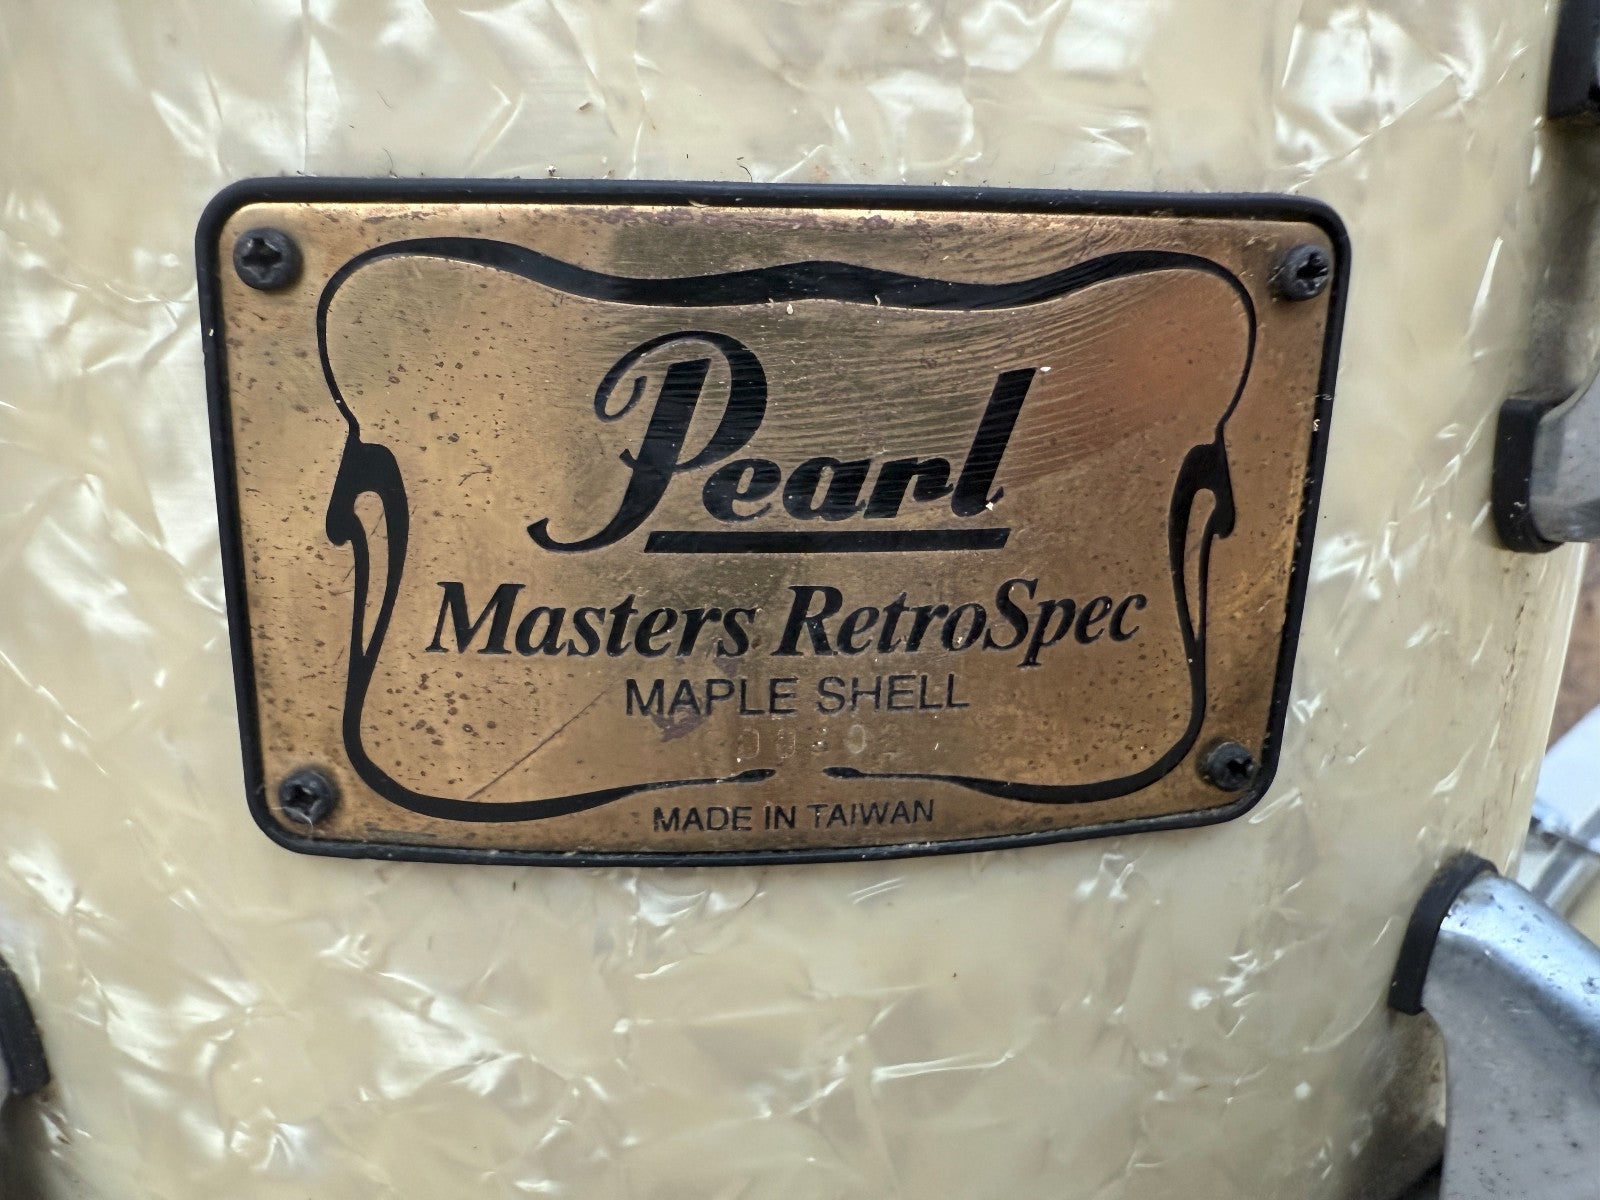 Pearl
Masters RetroSpec
MAPLE SHELL
MADE IN TAIWAN